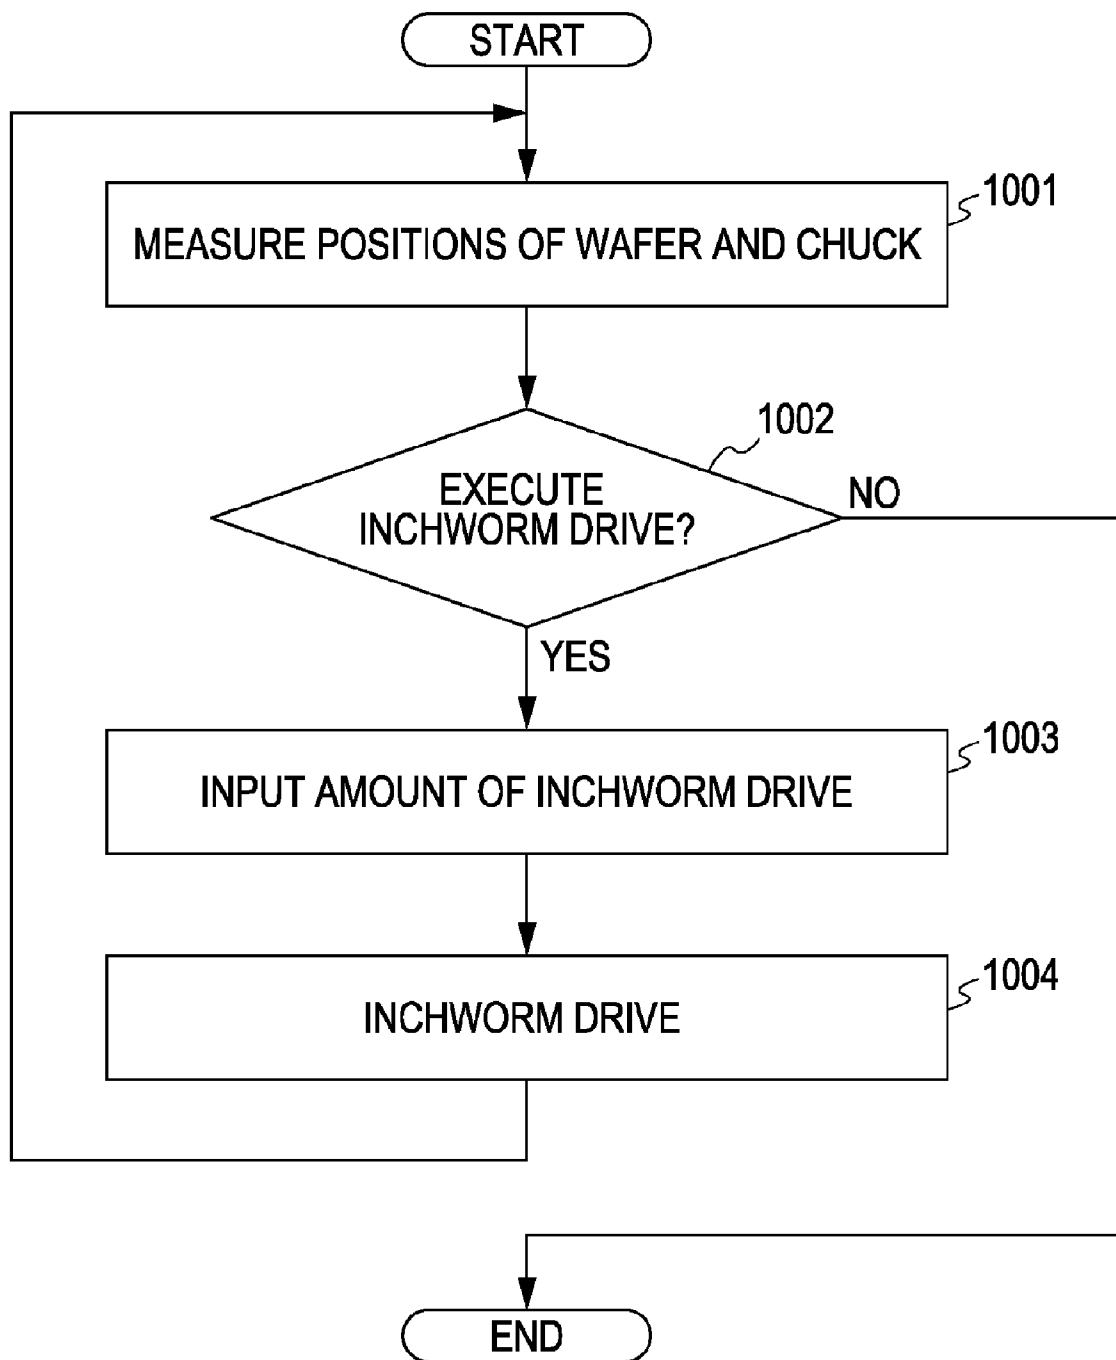 START
1001
MEASURE POSITIONS OF WAFER AND CHUCK
1002
EXECUTE
INCHWORM DRIVE?
NO
YES
1003
INPUT AMOUNT OF INCHWORM DRIVE
1004
INCHWORM DRIVE
END